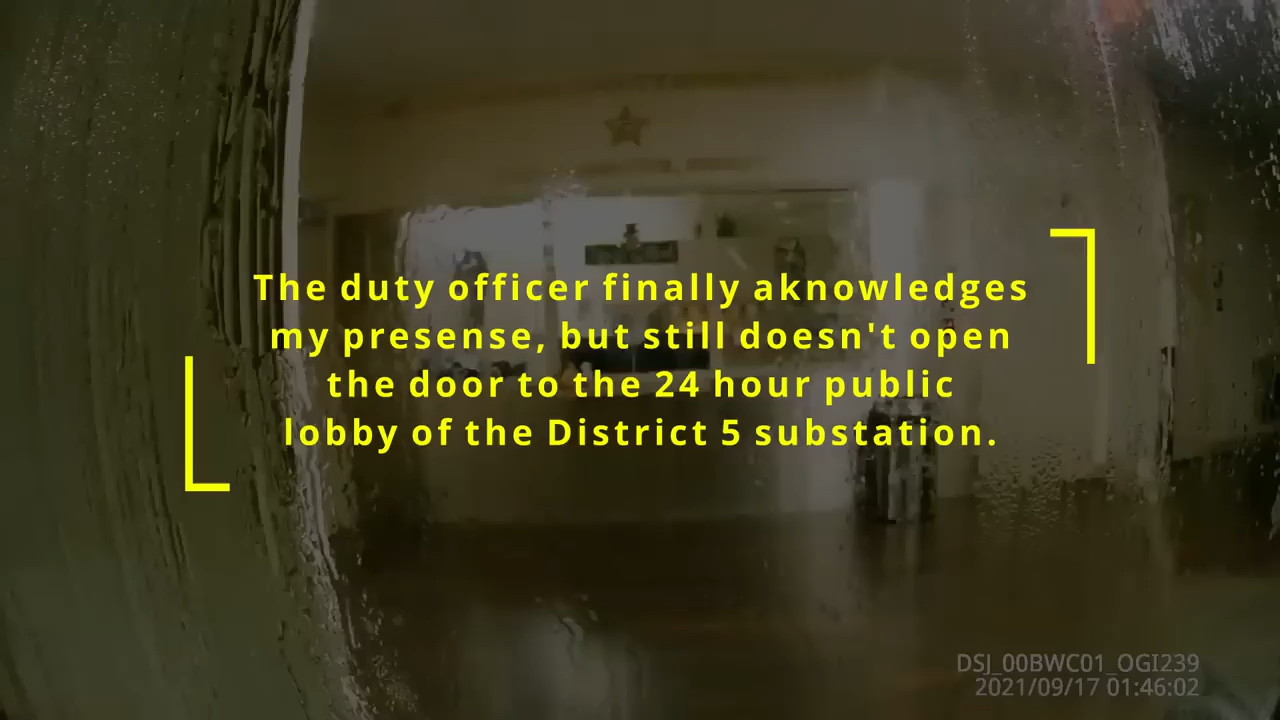 The duty officer finally aknowledges
my presense, but still doesn't open
the door to the 24 hour public
lobby of the District 5 substation.
DSJ_00BWC01_OGI239
2021/09/17 01:46:02